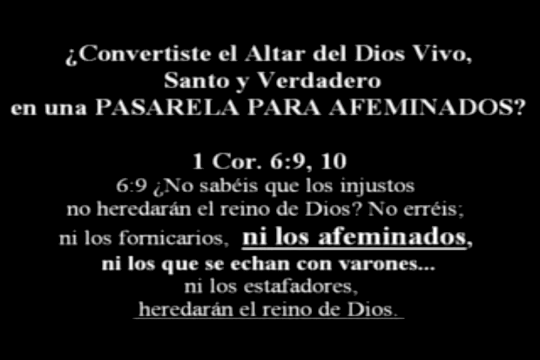 ¿Convertiste el Altar del Dios Vivo,
Santo y Verdadero
en una PASARELA PARA AFEMINADOS?
1 Cor. 6:9, 10
6:9 ¿No sabéis que los injustos
no heredarán el reino de Dios? No erréis;
ni los fornicarios, ni los afeminados,
ni los que se echan con varones...
ni los estafadores,
heredarán el reino de Dios.